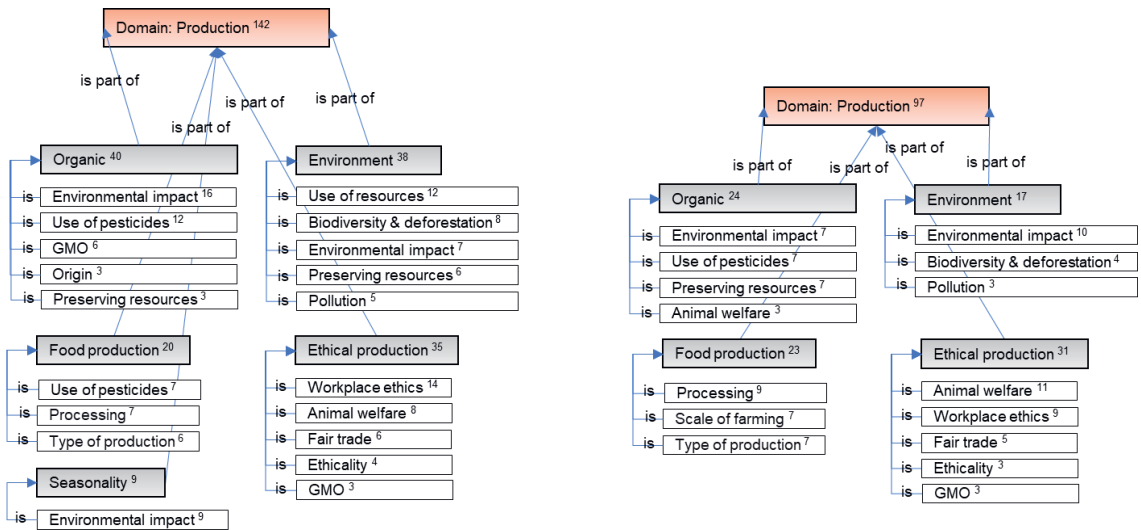 Domain: Production 142
is part of
is part of
is part of
is part of
Organic 40
is Environmental impact 16
is Use of pesticides 12
is GMO 6
is Origin 3
is Preserving resources 3
Environment 38
is Use of resources 12
is Biodiversity & deforestation 8
is Environmental impact 7
is Preserving resources 6
is Pollution 5
Food production 20
is Use of pesticides 7
is Processing 7
is Type of production 6
Ethical production 35
is Workplace ethics 14
is Animal welfare 8
is Fair trade 6
is Ethicality 4
is GMO 3
Seasonality 9
is Environmental impact 9
Domain: Production 97
is part of
is part of
is part of
is part of
Organic 24
is Environmental impact 7
is Use of pesticides 7
is Preserving resources 7
is Animal welfare 3
Environment 17
is Environmental impact 10
is Biodiversity & deforestation 4
is Pollution 3
Food production 23
is Processing 9
is Scale of farming 7
is Type of production 7
Ethical production 31
is Animal welfare 11
is Workplace ethics 9
is Fair trade 5
is Ethicality 3
is GMO 3